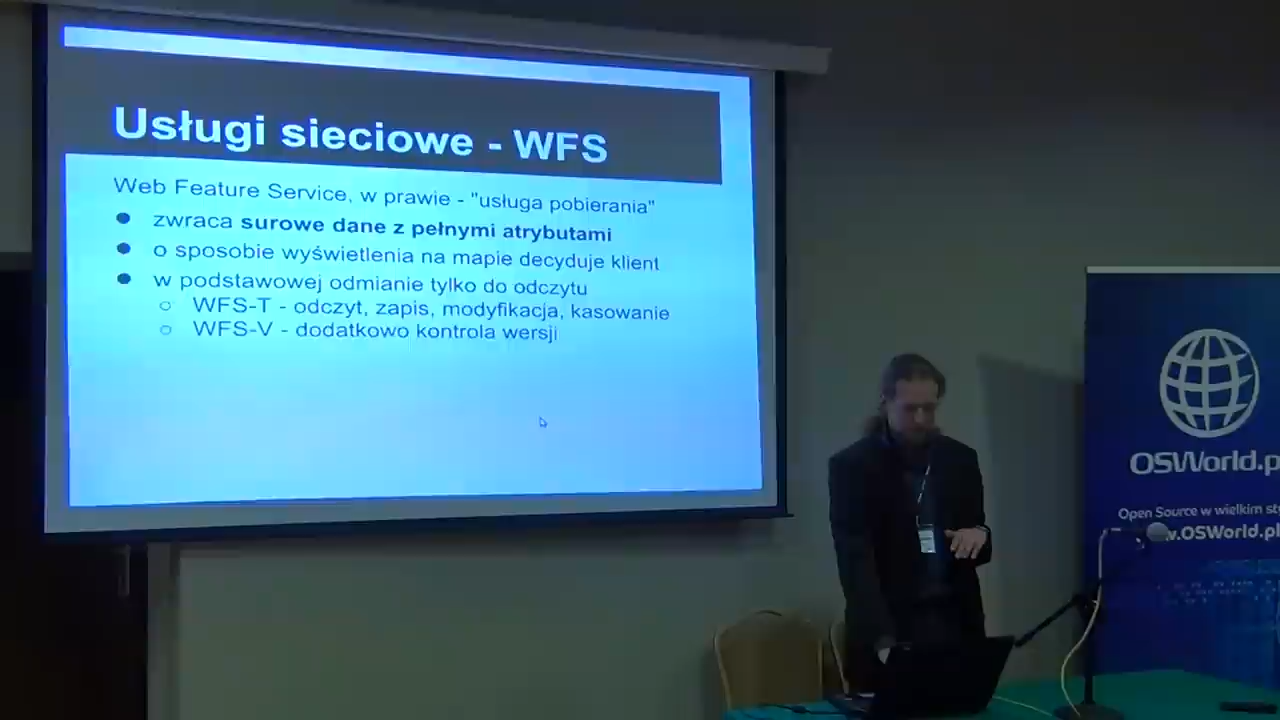 Usługi sieciowe - WFS
Web Feature Service, w prawie - "usługa pobierania"
zwraca surowe dane z pełnymi atrybutami
o sposobie wyświetlenia na mapie decyduje klient
w podstawowej odmianie tylko do odczytu
WFS-T - odczyt, zapis, modyfikacja, kasowanie
WFS-V - dodatkowo kontrola wersji
OSWorld.p
Open Source w wielkim sty
w.OSWorld.pl